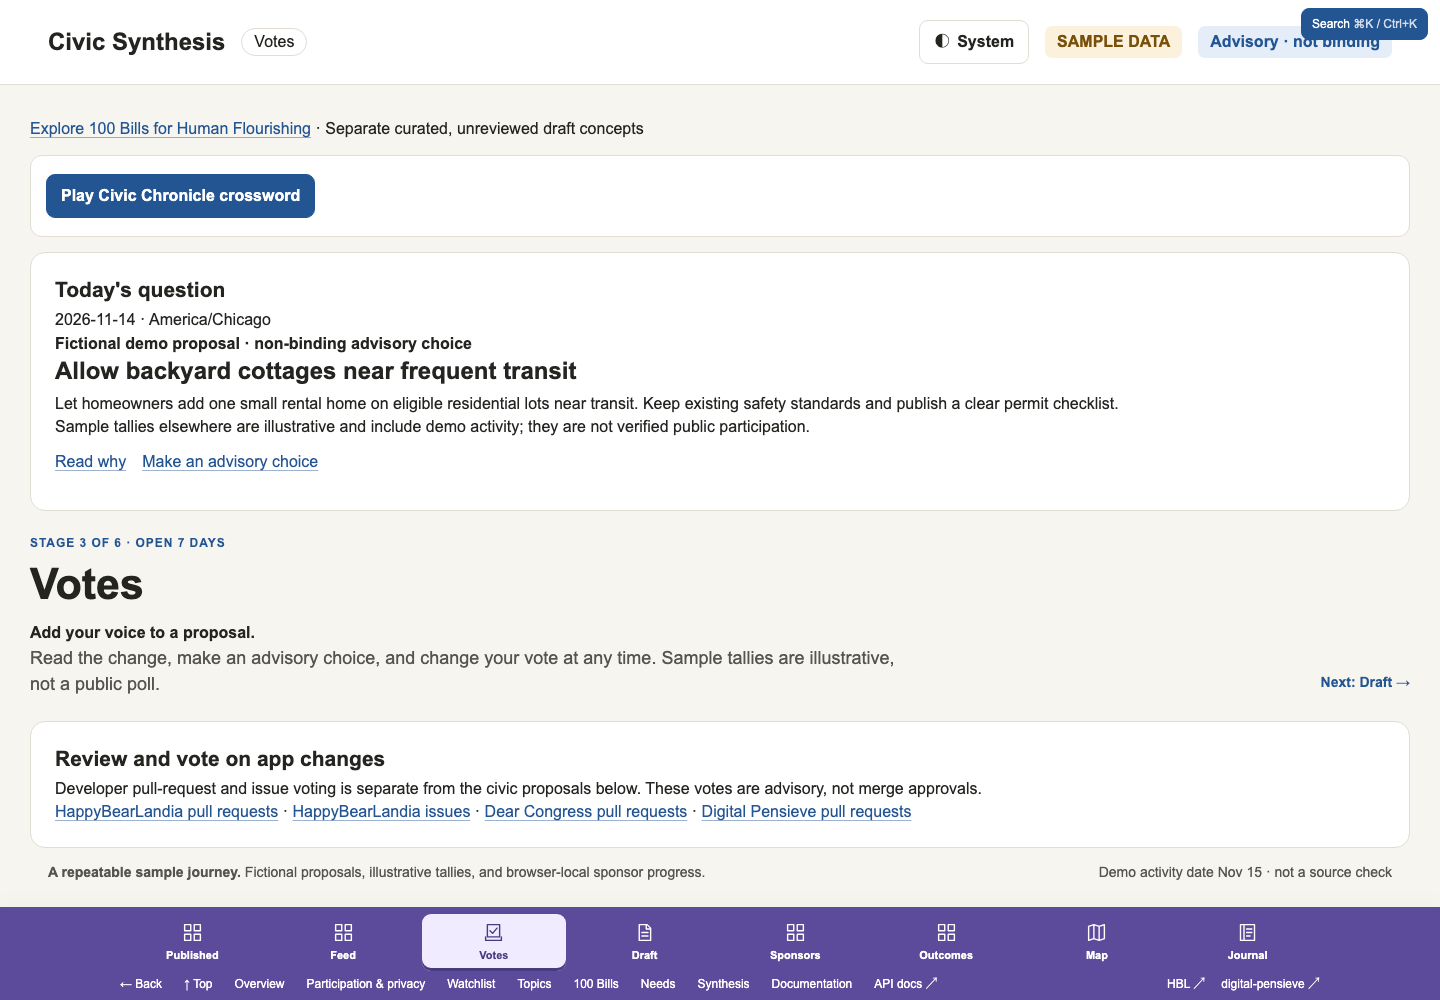 Civic Synthesis Votes System SAMPLE DATA Advisory · not binding
Search ⌘K / Ctrl+K
Explore 100 Bills for Human Flourishing · Separate curated, unreviewed draft concepts
Play Civic Chronicle crossword
Today's question
2026-11-14 · America/Chicago
Fictional demo proposal · non-binding advisory choice
Allow backyard cottages near frequent transit
Let homeowners add one small rental home on eligible residential lots near transit. Keep existing safety standards and publish a clear permit checklist.
Sample tallies elsewhere are illustrative and include demo activity; they are not verified public participation.
Read why Make an advisory choice
STAGE 3 OF 6 · OPEN 7 DAYS
Votes
Add your voice to a proposal.
Read the change, make an advisory choice, and change your vote at any time. Sample tallies are illustrative,
not a public poll.
Next: Draft →
Review and vote on app changes
Developer pull-request and issue voting is separate from the civic proposals below. These votes are advisory, not merge approvals.
HappyBearLandia pull requests · HappyBearLandia issues · Dear Congress pull requests · Digital Pensieve pull requests
A repeatable sample journey. Fictional proposals, illustrative tallies, and browser-local sponsor progress.
Demo activity date Nov 15 · not a source check
Published Feed Votes Draft Sponsors Outcomes Map Journal
← Back ↑ Top Overview Participation & privacy Watchlist Topics 100 Bills Needs Synthesis Documentation API docs ↗ HBL ↗ digital-pensieve ↗